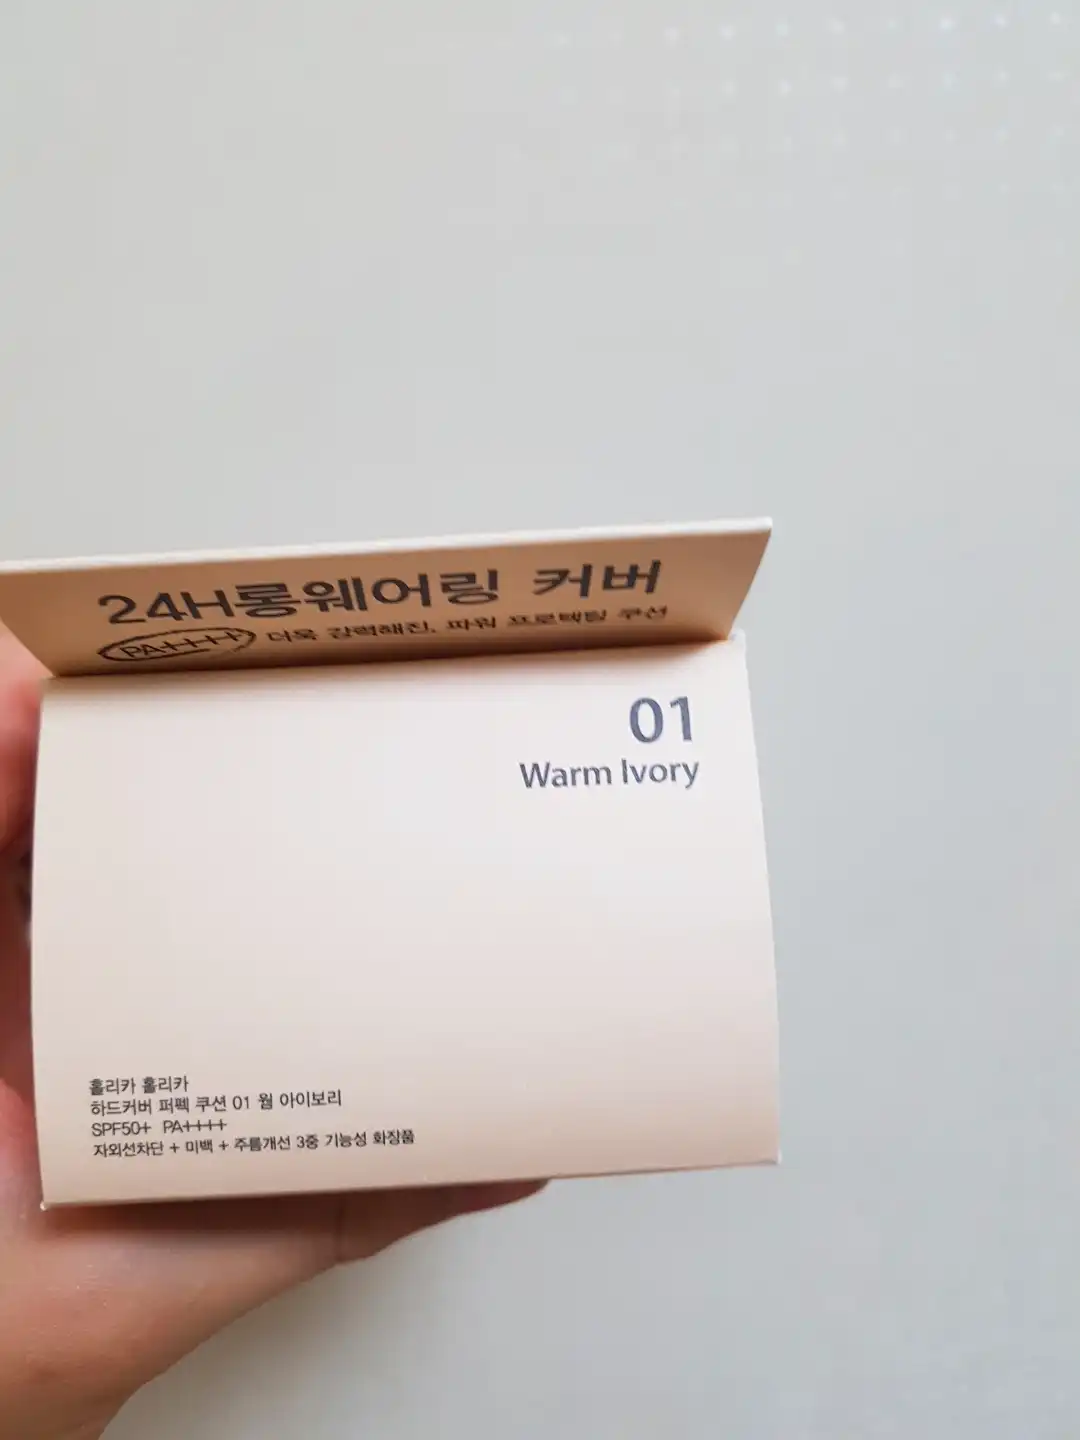 24H롱웨어링 커버
PA++++ 더욱 강력해진, 파워 프로텍팅 쿠션
01
Warm Ivory
홀리카 홀리카
하드커버 퍼펙 쿠션 01 웜 아이보리
SPF50+ PA++++
자외선차단 + 미백 + 주름개선 3중 기능성 화장품